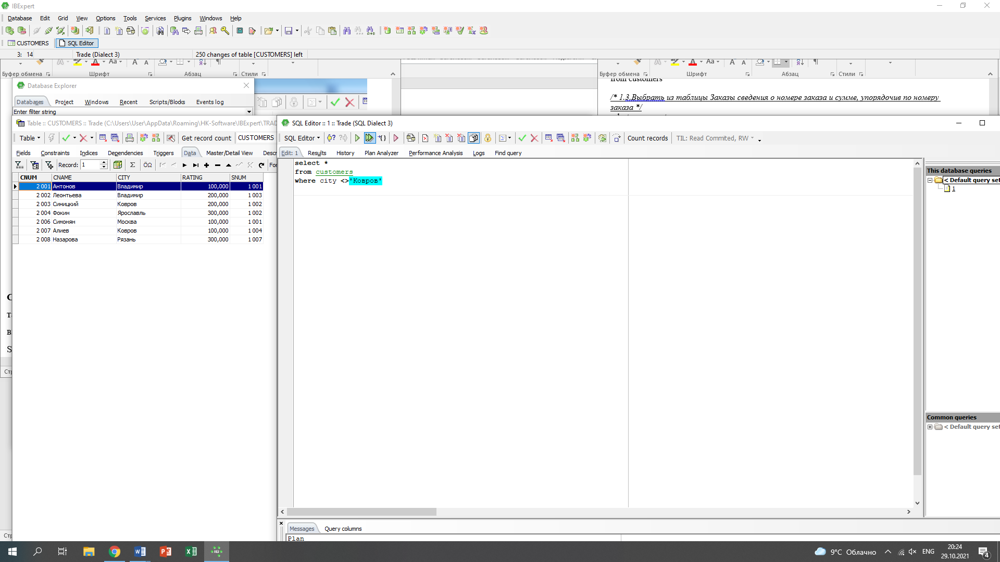 IBExpert
Database Edit Grid View Options Tools Services Plugins Windows Help
CUSTOMERS SQL Editor
3: 14 Trade (Dialect 3) 250 changes of table [CUSTOMERS] left
Буфер обмена Шрифт Абзац Стили
Буфер обмена Шрифт Абзац Стили
from customers
/* 1.3.Выбрать из таблицы Заказы сведения о номере заказа и сумме, упорядочив по номеру
заказа */
Database Explorer
Databases Project Windows Recent Scripts/Blocks Events log
Enter filter string
Table :: CUSTOMERS :: Trade (C:\Users\User\AppData\Roaming\HK-Software\IBExpert\TRAD
Table Get record count CUSTOMERS
Fields Constraints Indices Dependencies Triggers Data Master/Detail View Descr
Record: 1 Σ ÖΩ For
CNUM CNAME CITY RATING SNUM
2 001 Антонов Владимир 100,000 1 001
2 002 Леонтьева Владимир 200,000 1 003
2 003 Синицкий Ковров 200,000 1 002
2 004 Фокин Ярославль 300,000 1 002
2 006 Симонян Москва 100,000 1 001
2 007 Алиев Ковров 100,000 1 004
2 008 Назарова Рязань 300,000 1 007
SQL Editor :: 1 :: Trade (SQL Dialect 3)
SQL Editor Count records TIL: Read Commited, RW
Edit: 1 Results History Plan Analyzer Performance Analysis Logs Find query
select *
from customers
where city <>'Ковров'
This database queries
< Default query set
1
Common queries
< Default query set
Messages Query columns
Plan
9°C Облачно ENG
20:24
29.10.2021
4